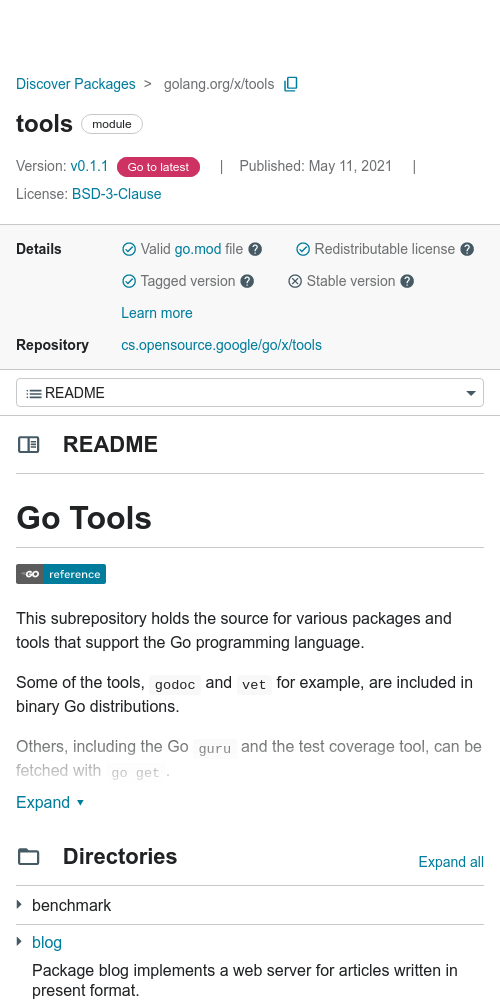 Discover Packages > golang.org/x/tools
tools module
Version: v0.1.1 Go to latest | Published: May 11, 2021 |
License: BSD-3-Clause
Details Valid go.mod file ? Redistributable license ?
Tagged version ? Stable version ?
Learn more
Repository cs.opensource.google/go/x/tools
README
README
Go Tools
GO reference
This subrepository holds the source for various packages and
tools that support the Go programming language.
Some of the tools, godoc and vet for example, are included in
binary Go distributions.
Others, including the Go guru and the test coverage tool, can be
fetched with go get.
Expand
Directories Expand all
benchmark
blog
Package blog implements a web server for articles written in
present format.